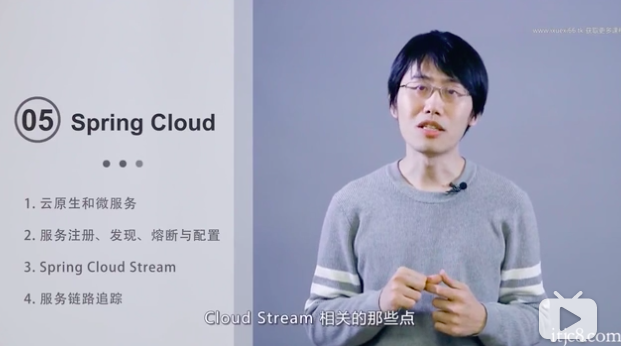 05 Spring Cloud
1. 云原生和微服务
2. 服务注册、发现、熔断与配置
3. Spring Cloud Stream
4. 服务链路追踪
Cloud Stream 相关的那些点
itjc8.com